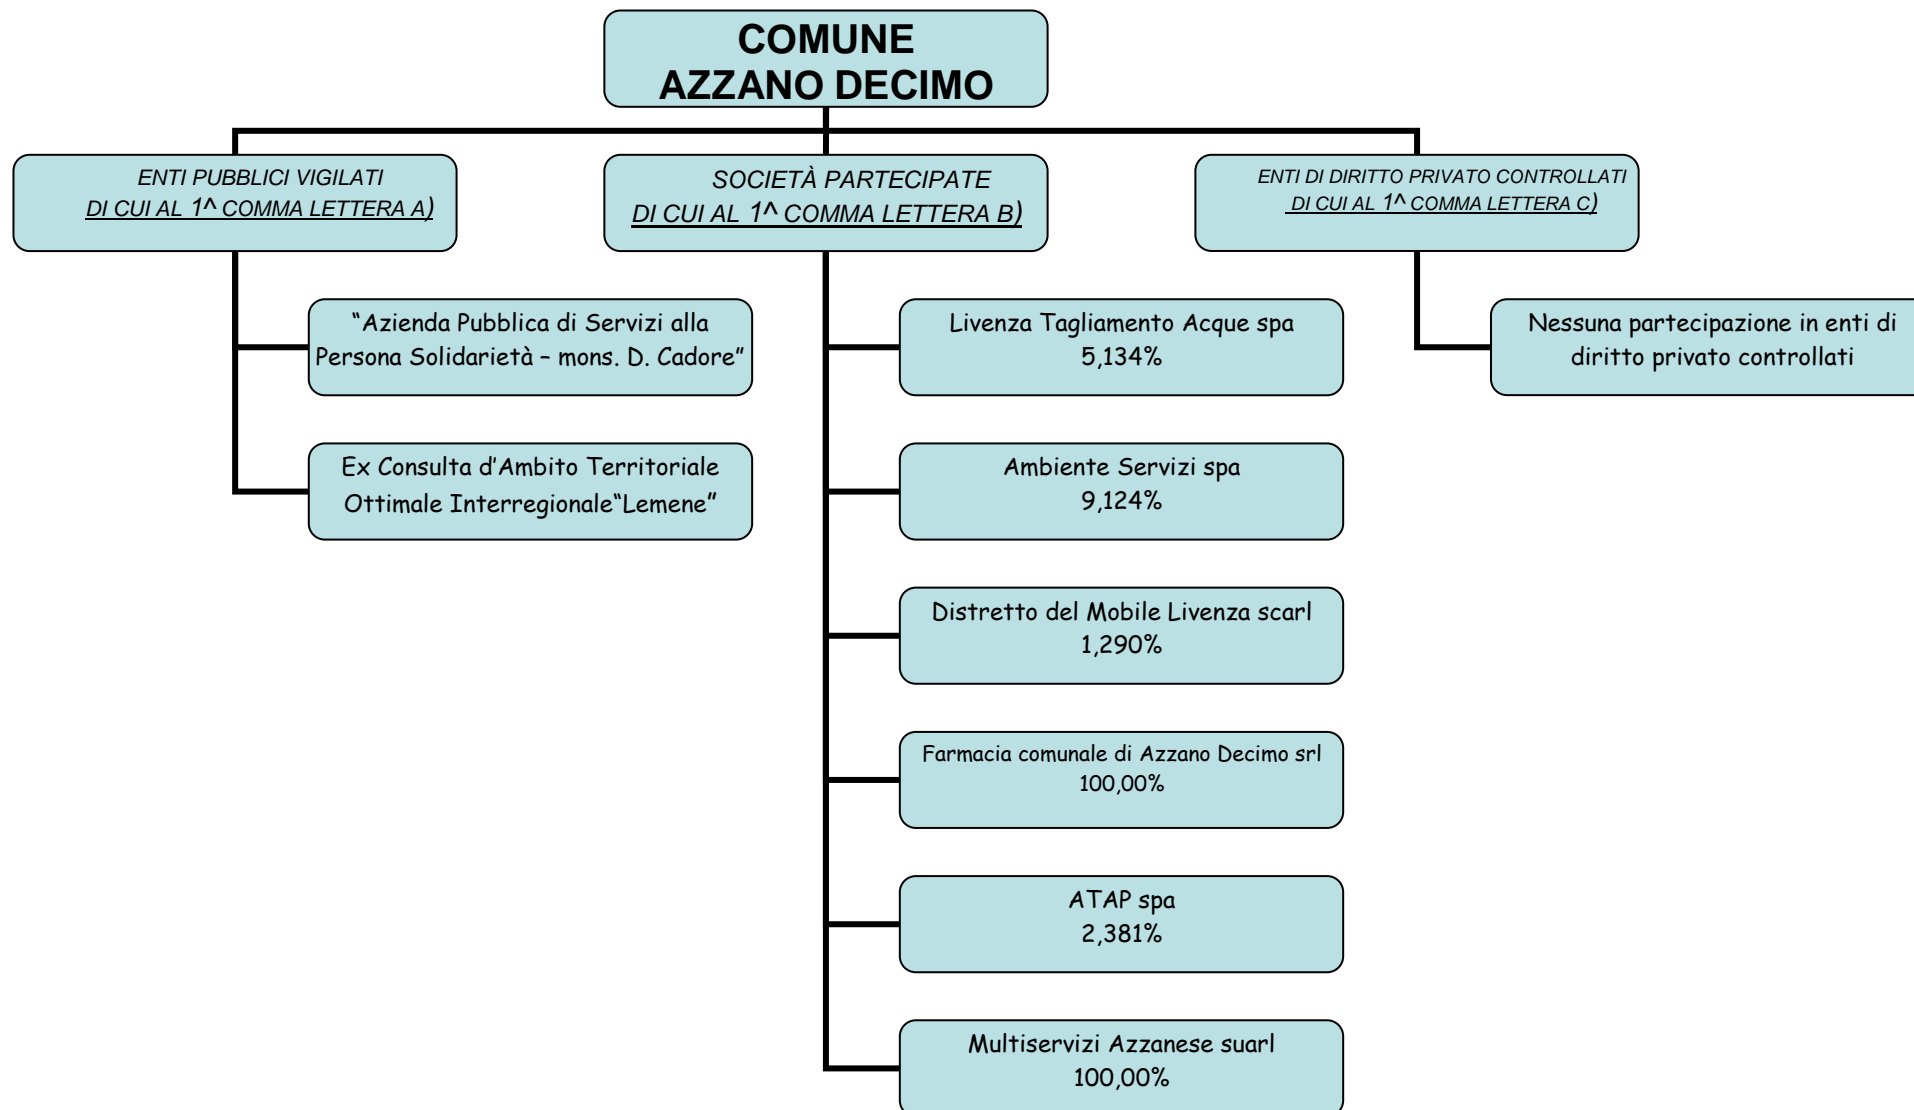 COMUNE
AZZANO DECIMO
ENTI PUBBLICI VIGILATI
DI CUI AL 1^ COMMA LETTERA A)
SOCIETÀ PARTECIPATE
DI CUI AL 1^ COMMA LETTERA B)
ENTI DI DIRITTO PRIVATO CONTROLLATI
DI CUI AL 1^ COMMA LETTERA C)
“Azienda Pubblica di Servizi alla
Persona Solidarietà – mons. D. Cadore”
Ex Consulta d’Ambito Territoriale
Ottimale Interregionale“Lemene”
Livenza Tagliamento Acque spa
5,134%
Ambiente Servizi spa
9,124%
Distretto del Mobile Livenza scarl
1,290%
Farmacia comunale di Azzano Decimo srl
100,00%
ATAP spa
2,381%
Multiservizi Azzanese suarl
100,00%
Nessuna partecipazione in enti di
diritto privato controllati